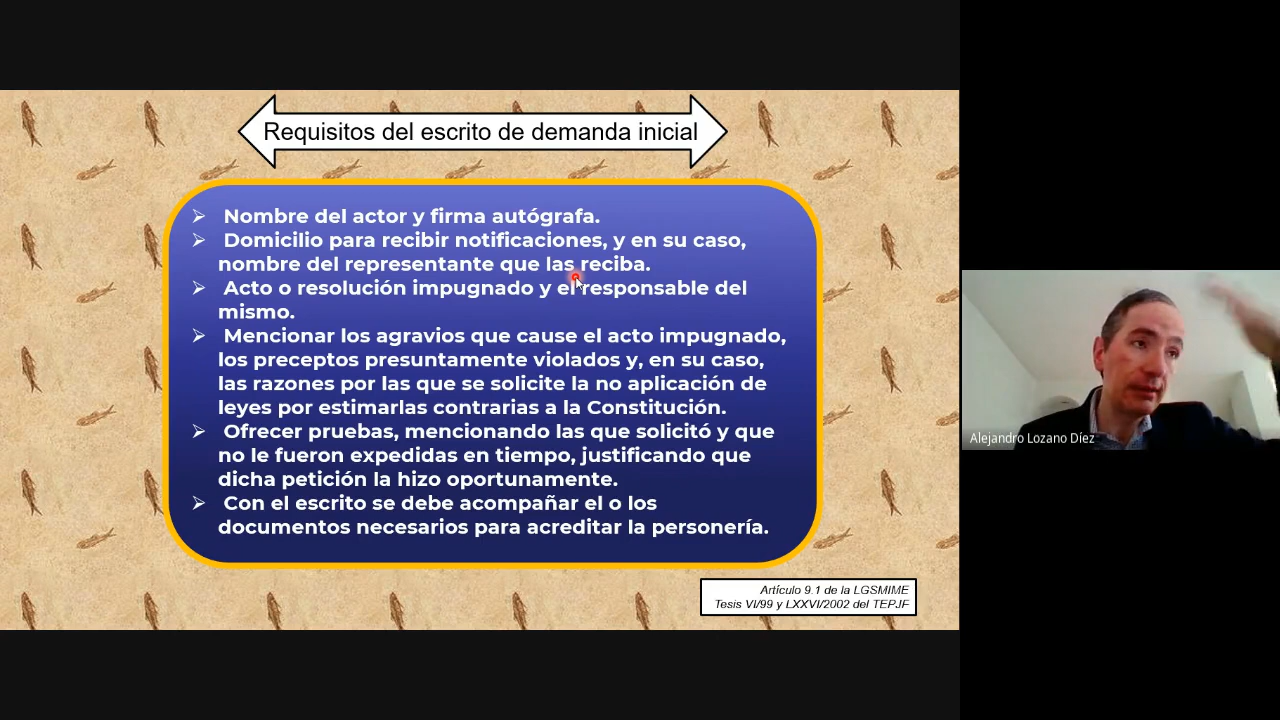 Requisitos del escrito de demanda inicial
➢ Nombre del actor y firma autógrafa.
➢ Domicilio para recibir notificaciones, y en su caso,
nombre del representante que las reciba.
➢ Acto o resolución impugnado y el responsable del
mismo.
➢ Mencionar los agravios que cause el acto impugnado,
los preceptos presuntamente violados y, en su caso,
las razones por las que se solicite la no aplicación de
leyes por estimarlas contrarias a la Constitución.
➢ Ofrecer pruebas, mencionando las que solicitó y que
no le fueron expedidas en tiempo, justificando que
dicha petición la hizo oportunamente.
➢ Con el escrito se debe acompañar el o los
documentos necesarios para acreditar la personería.
Artículo 9.1 de la LGSMIME
Tesis VI/99 y LXXVI/2002 del TEPJF
Alejandro Lozano Díez